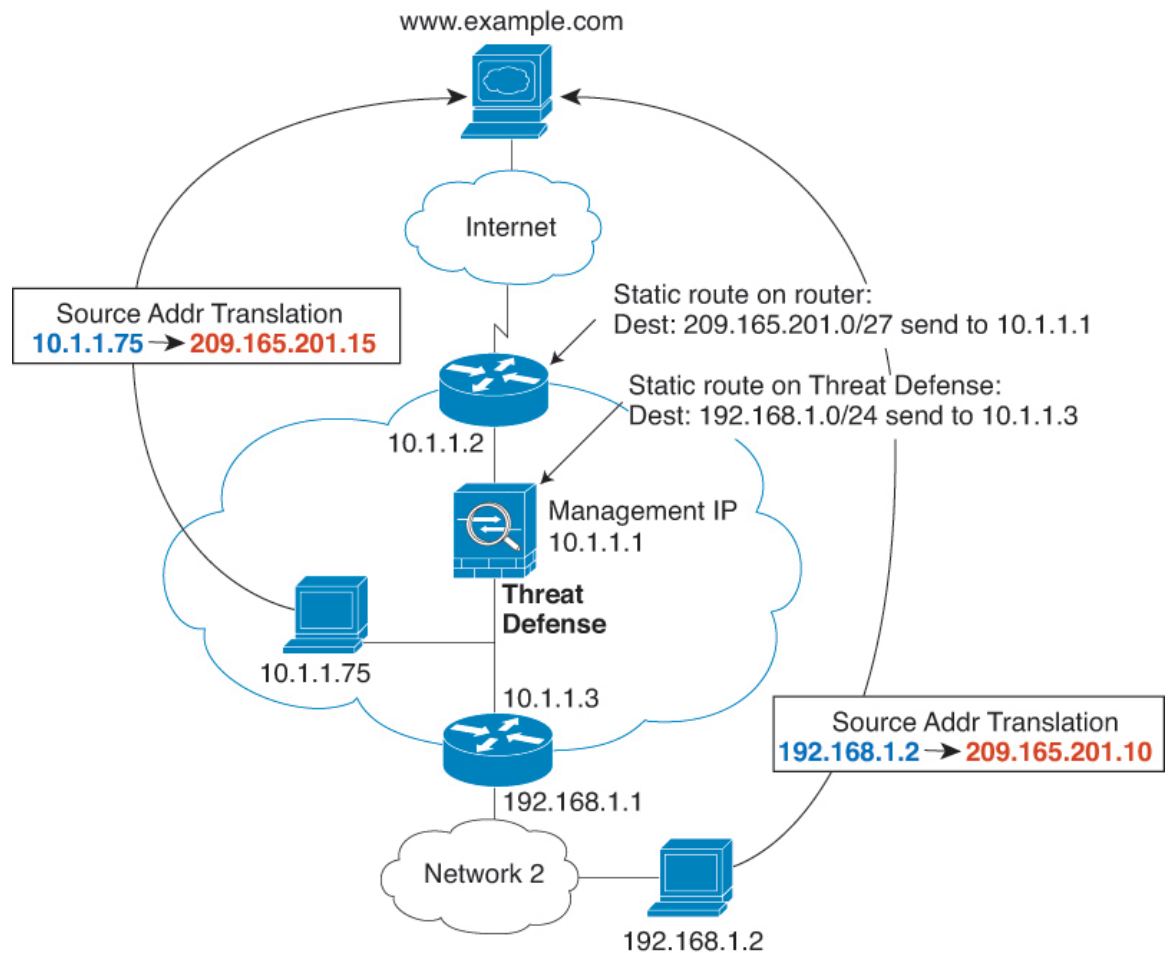 www.example.com
Internet
Static route on router:
Dest: 209.165.201.0/27 send to 10.1.1.1
Source Addr Translation
10.1.1.75 209.165.201.15
Static route on Threat Defense:
Dest: 192.168.1.0/24 send to 10.1.1.3
10.1.1.2
Management IP
10.1.1.1
Threat
Defense
10.1.1.75
10.1.1.3
Source Addr Translation
192.168.1.2 209.165.201.10
192.168.1.1
Network 2
192.168.1.2